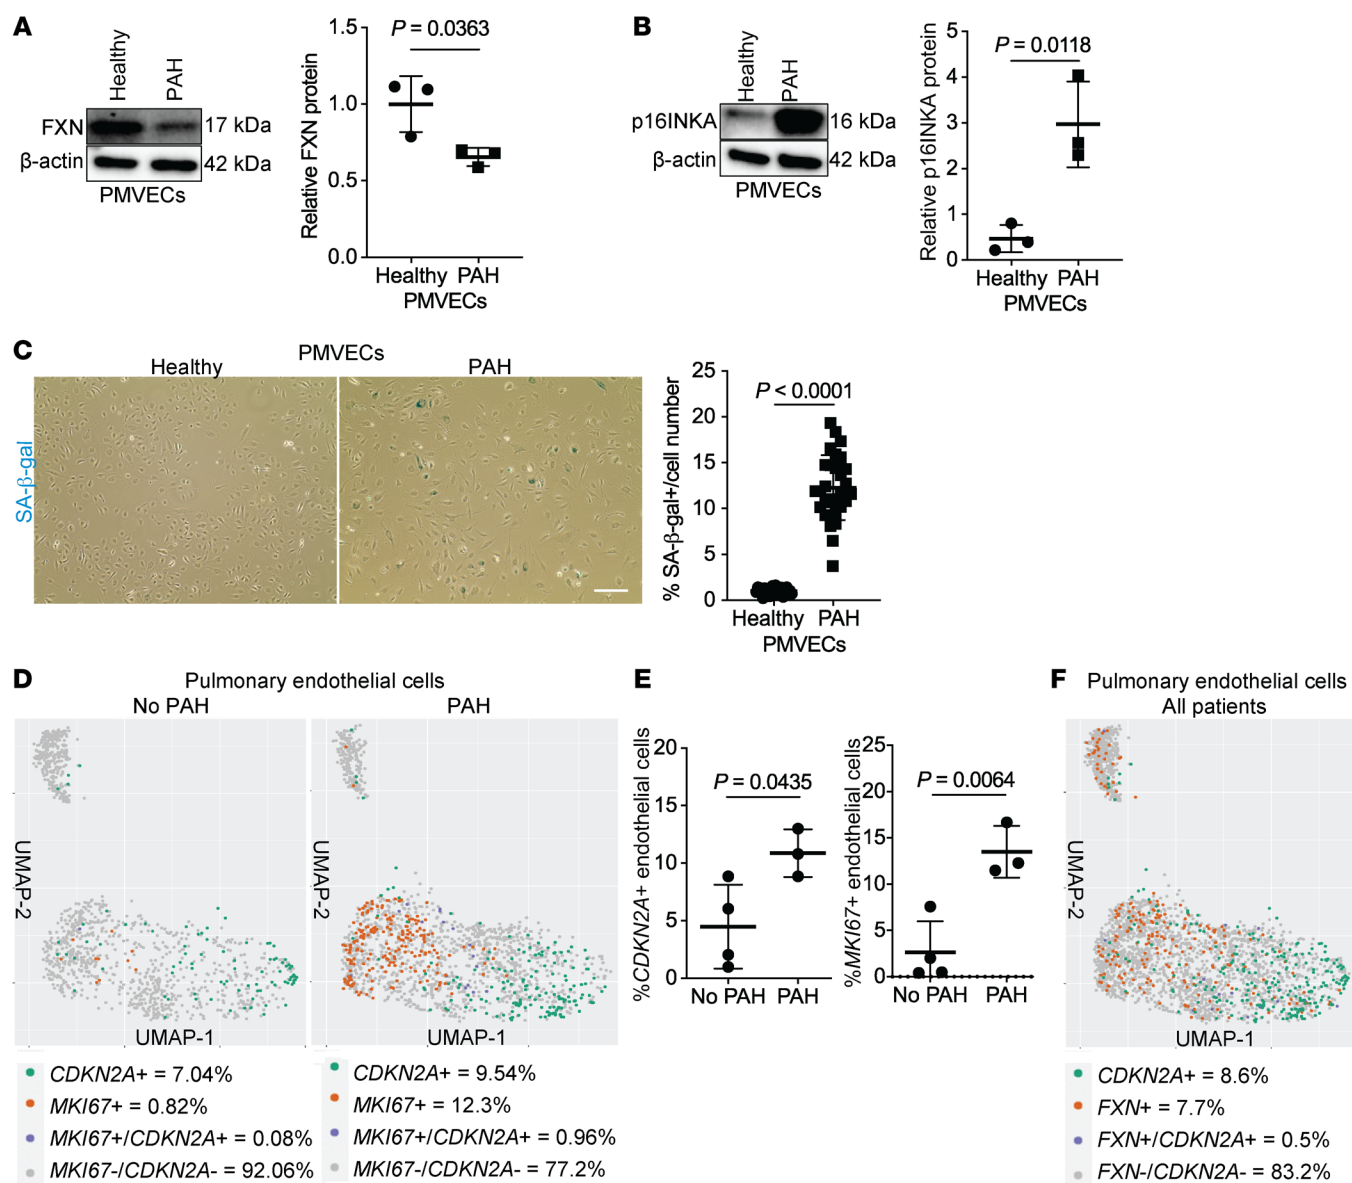 A
Healthy
PAH
FXN
17 kDa
β-actin
42 kDa
PMVECs
Relative FXN protein
1.5
1.0
0.5
0.0
P = 0.0363
Healthy PAH
PMVECs
B
Healthy
PAH
p16INKA
16 kDa
β-actin
42 kDa
PMVECs
Relative p16INKA protein
5
4
3
2
1
0
P = 0.0118
Healthy PAH
PMVECs
C
PMVECs
Healthy
PAH
SA-β-gal
% SA-β-gal+/cell number
25
20
15
10
5
0
P < 0.0001
Healthy PAH
PMVECs
D
Pulmonary endothelial cells
No PAH
PAH
UMAP-2
UMAP-1
UMAP-2
UMAP-1
CDKN2A+ = 7.04%
MKI67+ = 0.82%
MKI67+/CDKN2A+ = 0.08%
MKI67-/CDKN2A- = 92.06%
CDKN2A+ = 9.54%
MKI67+ = 12.3%
MKI67+/CDKN2A+ = 0.96%
MKI67-/CDKN2A- = 77.2%
E
%CDKN2A+ endothelial cells
20
15
10
5
0
P = 0.0435
No PAH PAH
%MKI67+ endothelial cells
25
20
15
10
5
0
P = 0.0064
No PAH PAH
F
Pulmonary endothelial cells
All patients
UMAP-2
UMAP-1
CDKN2A+ = 8.6%
FXN+ = 7.7%
FXN+/CDKN2A+ = 0.5%
FXN-/CDKN2A- = 83.2%